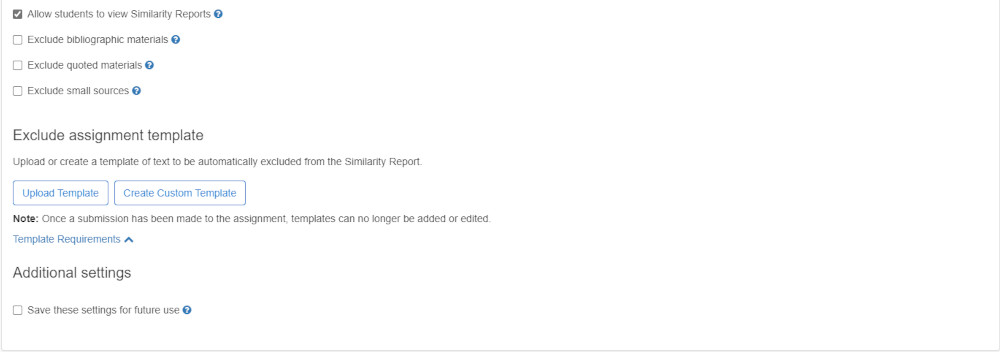 Allow students to view Similarity Reports
Exclude bibliographic materials
Exclude quoted materials
Exclude small sources
Exclude assignment template
Upload or create a template of text to be automatically excluded from the Similarity Report.
Upload Template Create Custom Template
Note: Once a submission has been made to the assignment, templates can no longer be added or edited.
Template Requirements
Additional settings
Save these settings for future use